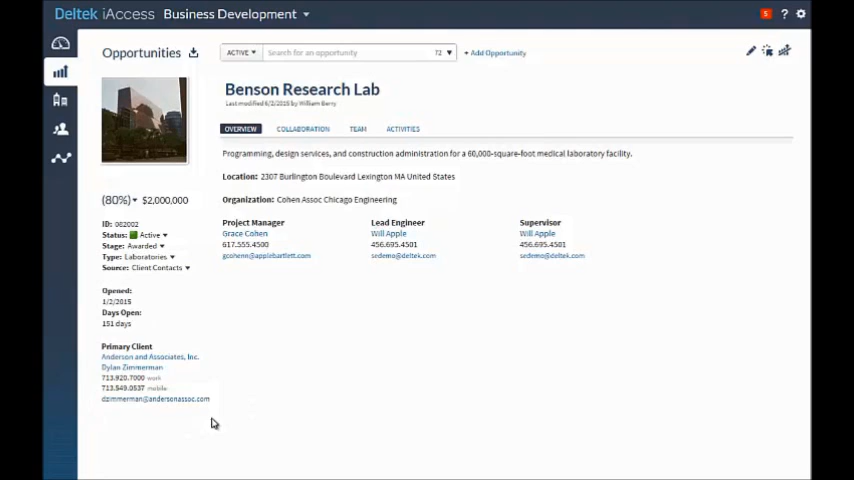 Deltek iAccess Business Development
5 ?
Opportunities ACTIVE Search for an opportunity 72 + Add Opportunity
Benson Research Lab
Last modified 6/2/2015 by William Berry
OVERVIEW COLLABORATION TEAM ACTIVITIES
Programming, design services, and construction administration for a 60,000-square-foot medical laboratory facility.
Location: 2307 Burlington Boulevard Lexington MA United States
Organization: Cohen Assoc Chicago Engineering
Project Manager Lead Engineer Supervisor
Grace Cohen Will Apple Will Apple
617.555.4500 456.695.4501 456.695.4501
gcohenn@applebartlett.com sedemo@deltek.com sedemo@deltek.com
(80%) $2,000,000
ID: 082002
Status: Active
Stage: Awarded
Type: Laboratories
Source: Client Contacts
Opened:
1/2/2015
Days Open:
151 days
Primary Client
Anderson and Associates, Inc.
Dylan Zimmerman
713.920.7000 work
713.549.0537 mobile
dzimmerman@andersonassoc.com